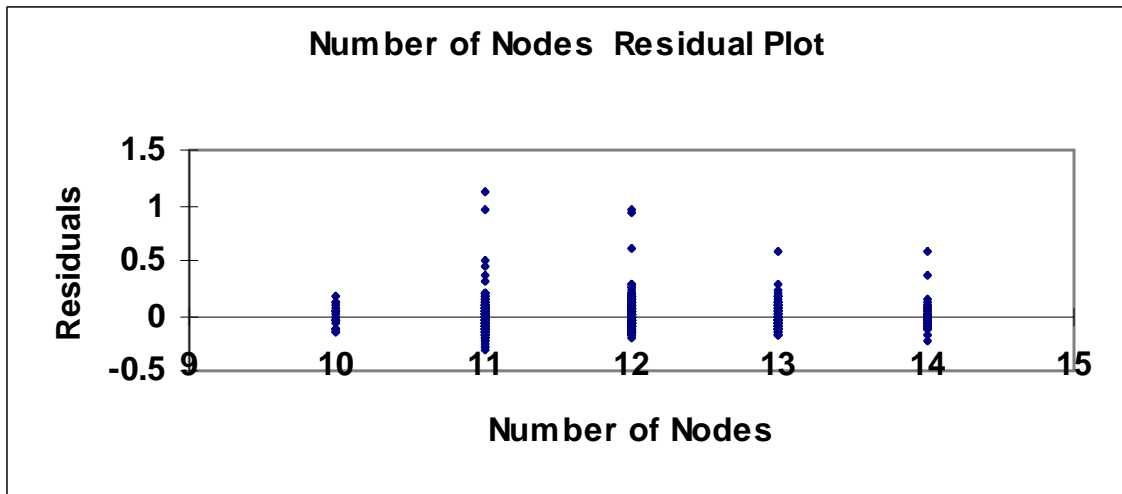 Number of Nodes Residual Plot
1.5
1
0.5
0
-0.5
Residuals
9 10 11 12 13 14 15
Number of Nodes